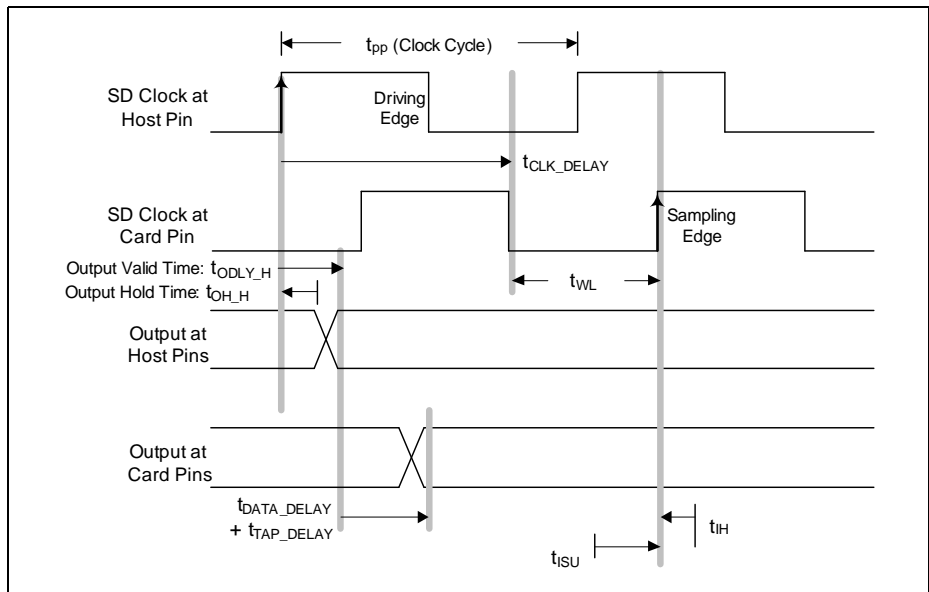 tpp (Clock Cycle)
SD Clock at
Host Pin
Driving
Edge
tCLK_DELAY
SD Clock at
Card Pin
Sampling
Edge
Output Valid Time: tODLY_H
Output Hold Time: tOH_H
tWL
Output at
Host Pins
Output at
Card Pins
tDATA_DELAY
+ tTAP_DELAY
tIH
tISU